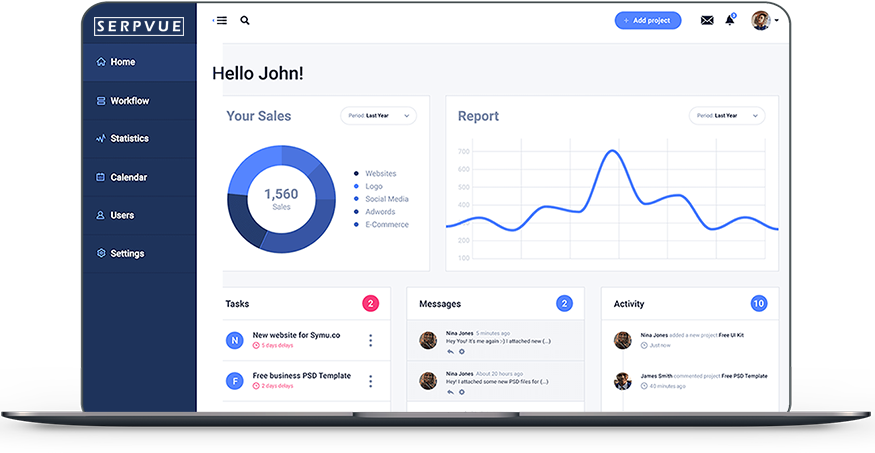 SERPVUE
Add project
2
Home
Workflow
Statistics
Calendar
Users
Settings
Hello John!
Your Sales
Period: Last Year
1,560
Sales
Websites
Logo
Social Media
Adwords
E-Commerce
Report
Period: Last Year
700
600
500
400
300
200
100
Tasks
2
N
New website for Symu.co
5 days delays
F
Free business PSD Template
2 days delays
Messages
2
Nina Jones 5 minutes ago
Hey You! It's me again :-) I attached new (...)
Nina Jones About 20 hours ago
Hey! I attached some new PSD files for (...)
Activity
10
Nina Jones added a new project Free UI Kit
Just now
James Smith commented project Free PSD Template
40 minutes ago